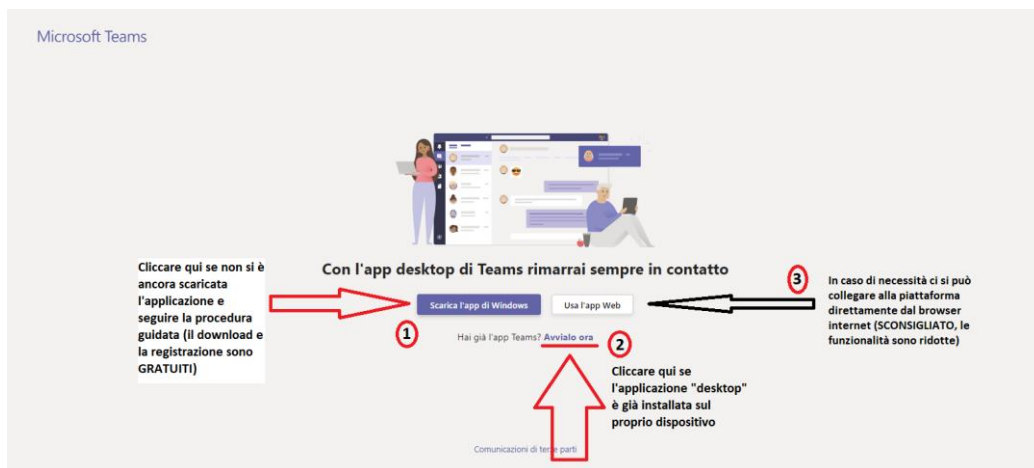 Microsoft Teams
Cliccare qui se non si è
ancora scaricata
l'applicazione e
seguire la procedura
guidata (il download e
la registrazione sono
GRATUITI)
Con l'app desktop di Teams rimarrai sempre in contatto
Scarica l'app di Windows
Usa l'app Web
1
Hai già l'app Teams? Avvialo ora
2
Cliccare qui se
l'applicazione "desktop"
è già installata sul
proprio dispositivo
3
In caso di necessità ci si può
collegare alla piattaforma
direttamente dal browser
internet (SCONSIGLIATO, le
funzionalità sono ridotte)
Comunicazioni di terze parti